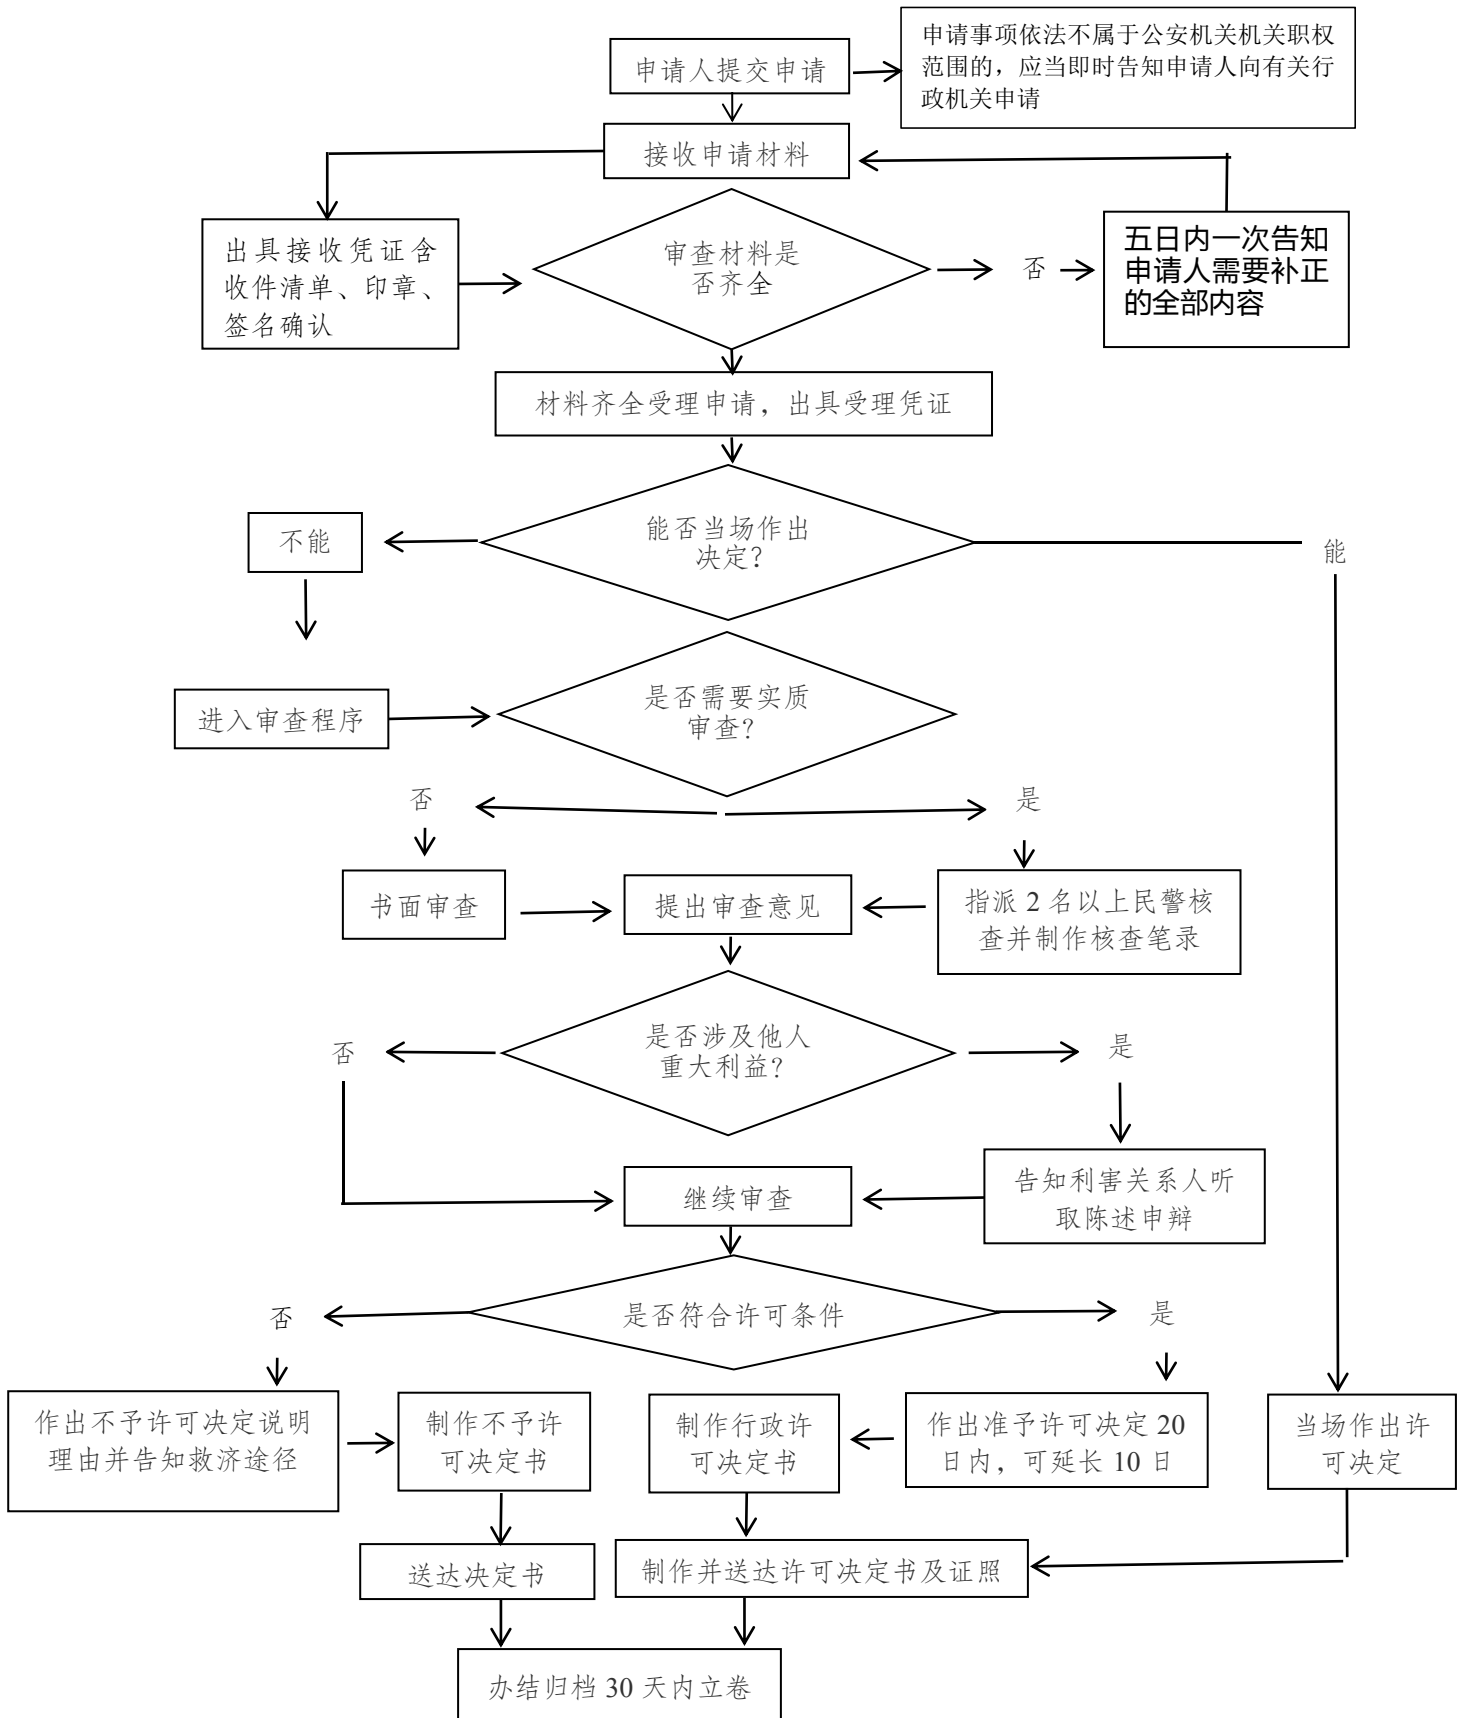 申请人提交申请
申请事项依法不属于公安机关机关职权
范围的，应当即时告知申请人向有关行
政机关申请
接收申请材料
出具接收凭证含
收件清单、印章、
签名确认
审查材料是
否齐全
否
五日内一次告知
申请人需要补正
的全部内容
材料齐全受理申请，出具受理凭证
能否当场作出
决定？
不能
能
进入审查程序
是否需要实质
审查？
否
是
书面审查
提出审查意见
指派 2 名以上民警核
查并制作核查笔录
是否涉及他人
重大利益？
否
是
继续审查
告知利害关系人听
取陈述申辩
是否符合许可条件
否
是
作出不予许可决定说明
理由并告知救济途径
制作不予许
可决定书
制作行政许
可决定书
作出准予许可决定 20
日内，可延长 10 日
当场作出许
可决定
送达决定书
制作并送达许可决定书及证照
办结归档 30 天内立卷